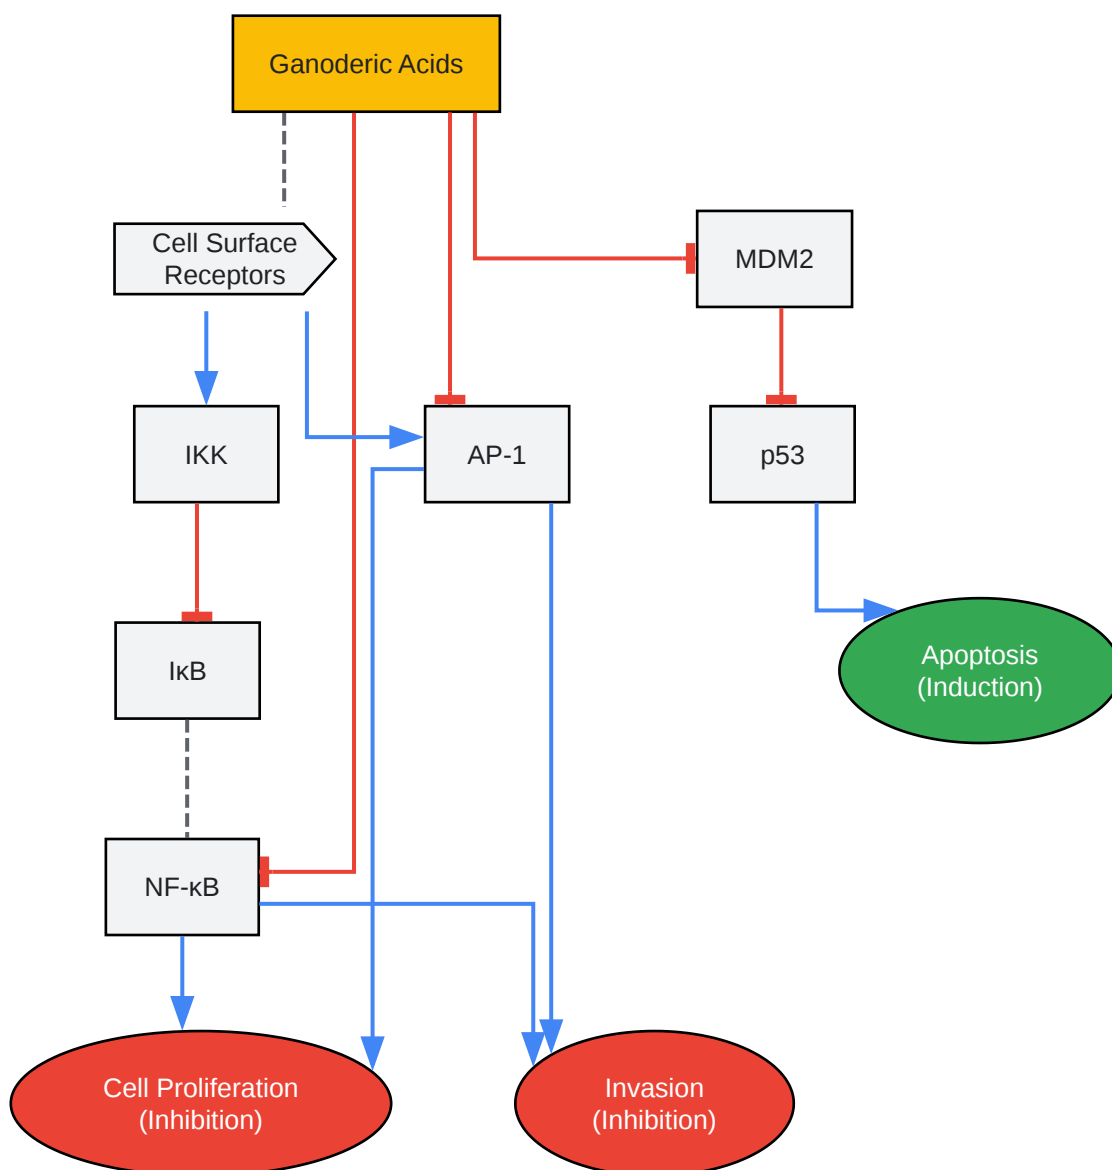 Ganoderic Acids
Cell Surface
Receptors
MDM2
IKK
AP-1
p53
IκB
Apoptosis
(Induction)
NF-κB
Cell Proliferation
(Inhibition)
Invasion
(Inhibition)